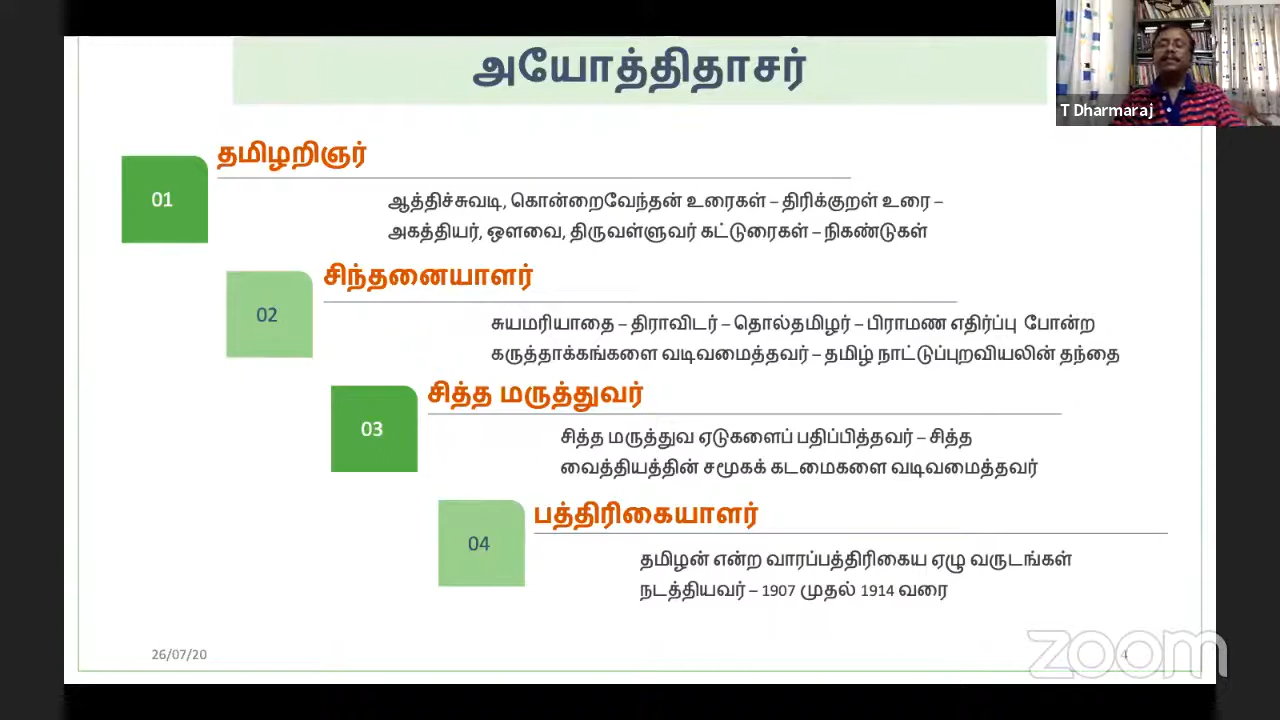 அயோத்திதாசர்
T Dharmaraj
01
தமிழறிஞர்
ஆத்திச்சுவடி, கொன்றைவேந்தன் உரைகள் – திரிக்குறள் உரை –
அகத்தியர், ஔவை, திருவள்ளுவர் கட்டுரைகள் – நிகண்டுகள்
02
சிந்தனையாளர்
சுயமரியாதை – திராவிடர் – தொல்தமிழர் – பிராமண எதிர்ப்பு போன்ற
கருத்தாக்கங்களை வடிவமைத்தவர் – தமிழ் நாட்டுப்புறவியலின் தந்தை
03
சித்த மருத்துவர்
சித்த மருத்துவ ஏடுகளைப் பதிப்பித்தவர் – சித்த
வைத்தியத்தின் சமூகக் கடமைகளை வடிவமைத்தவர்
04
பத்திரிகையாளர்
தமிழன் என்ற வாரப்பத்திரிகைய ஏழு வருடங்கள்
நடத்தியவர் – 1907 முதல் 1914 வரை
26/07/20
4
zoom